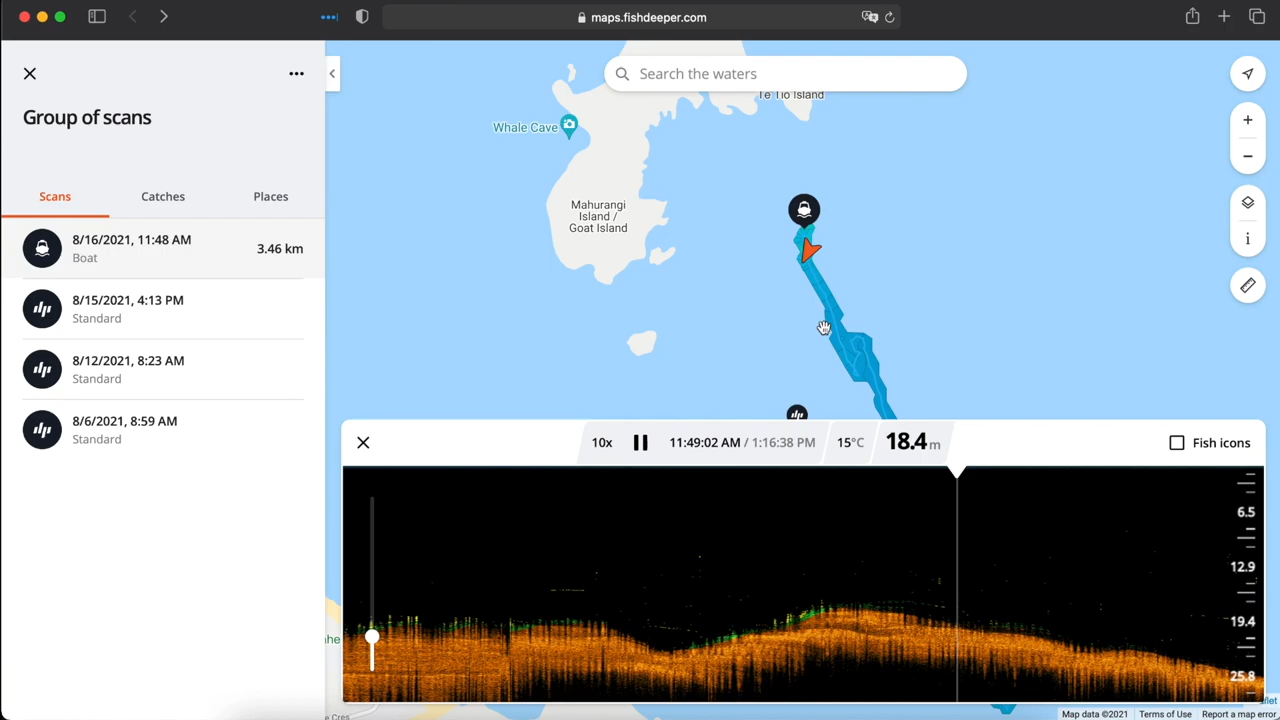 maps.fishdeeper.com
Group of scans
Scans
Catches
Places
8/16/2021, 11:48 AM
Boat
3.46 km
8/15/2021, 4:13 PM
Standard
8/12/2021, 8:23 AM
Standard
8/6/2021, 8:59 AM
Standard
Search the waters
Te Tio Island
Whale Cave
Mahurangi
Island /
Goat Island
10x
11:49:02 AM / 1:16:38 PM
15°C
18.4 m
Fish icons
6.5
12.9
19.4
25.8
Map data ©2021
Terms of Use
Report a map error